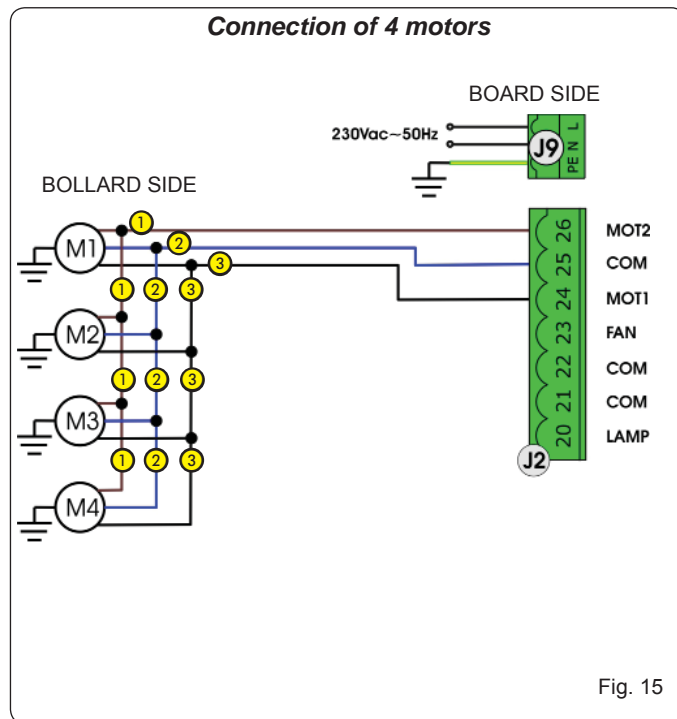 Connection of 4 motors
BOARD SIDE
230Vac~50Hz
J9
PE N L
BOLLARD SIDE
M1
1
2
3
26 MOT2
25 COM
24 MOT1
1 2 3
M2
23 FAN
22 COM
1 2 3
M3
21 COM
20 LAMP
J2
1 2 3
M4
Fig. 15